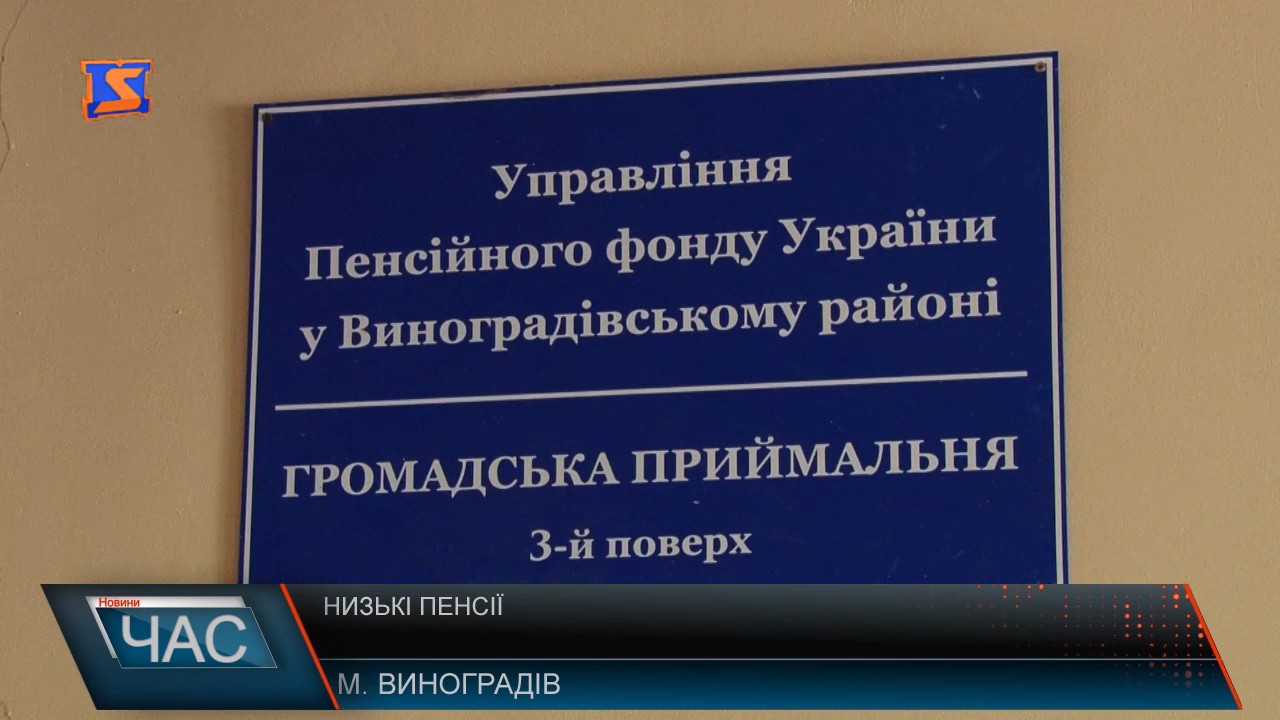 Управління
Пенсійного фонду України
у Виноградівському районі
ГРОМАДСЬКА ПРИЙМАЛЬНЯ
3-й поверх
Новини
ЧАС
НИЗЬКІ ПЕНСІЇ
М. ВИНОГРАДІВ